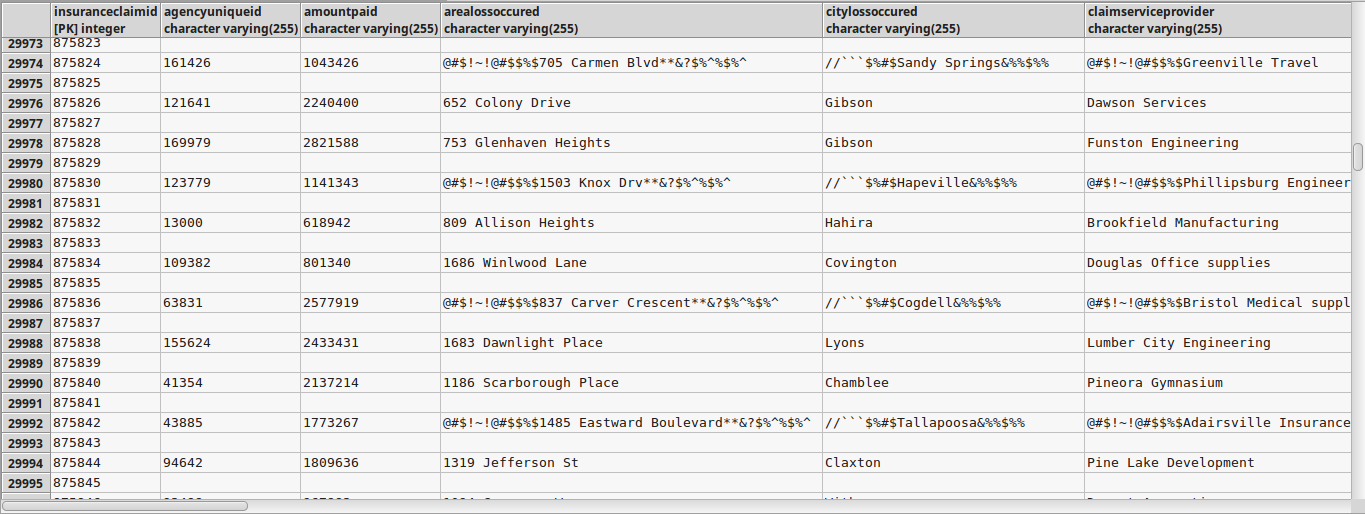 insuranceclaimid agencyuniqueid amountpaid arealossoccured citylossoccured claimserviceprovider
[PK] integer character varying(255) character varying(255) character varying(255) character varying(255) character varying(255)
29973 875823
29974 875824 161426 1043426 @#$!~!@#$$%$705 Carmen Blvd**&?$%^%$%^ //```$%#$Sandy Springs&%%$%% @#$!~!@#$$%$Greenville Travel
29975 875825
29976 875826 121641 2240400 652 Colony Drive Gibson Dawson Services
29977 875827
29978 875828 169979 2821588 753 Glenhaven Heights Gibson Funston Engineering
29979 875829
29980 875830 123779 1141343 @#$!~!@#$$%$1503 Knox Drv**&?$%^%$%^ //```$%#$Hapeville&%%$%% @#$!~!@#$$%$Phillipsburg Engineer
29981 875831
29982 875832 13000 618942 809 Allison Heights Hahira Brookfield Manufacturing
29983 875833
29984 875834 109382 801340 1686 Winlwood Lane Covington Douglas Office supplies
29985 875835
29986 875836 63831 2577919 @#$!~!@#$$%$837 Carver Crescent**&?$%^%$%^ //```$%#$Cogdell&%%$%% @#$!~!@#$$%$Bristol Medical suppl
29987 875837
29988 875838 155624 2433431 1683 Dawnlight Place Lyons Lumber City Engineering
29989 875839
29990 875840 41354 2137214 1186 Scarborough Place Chamblee Pineora Gymnasium
29991 875841
29992 875842 43885 1773267 @#$!~!@#$$%$1485 Eastward Boulevard**&?$%^%$%^ //```$%#$Tallapoosa&%%$%% @#$!~!@#$$%$Adairsville Insurance
29993 875843
29994 875844 94642 1809636 1319 Jefferson St Claxton Pine Lake Development
29995 875845